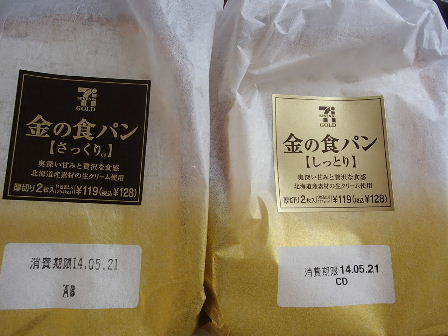 7
GOLD
金の食パン
【さっくり。】
奥深い甘みと贅沢な食感
北海道産素材の生クリーム使用
厚切り2枚入 ¥119(税込¥128)
消費期限14.05.21
AB
7
GOLD
金の食パン
【しっとり】
奥深い甘みと贅沢な食感
北海道産素材の生クリーム使用
厚切り2枚入 ¥119(税込¥128)
消費期限 14.05.21
CD